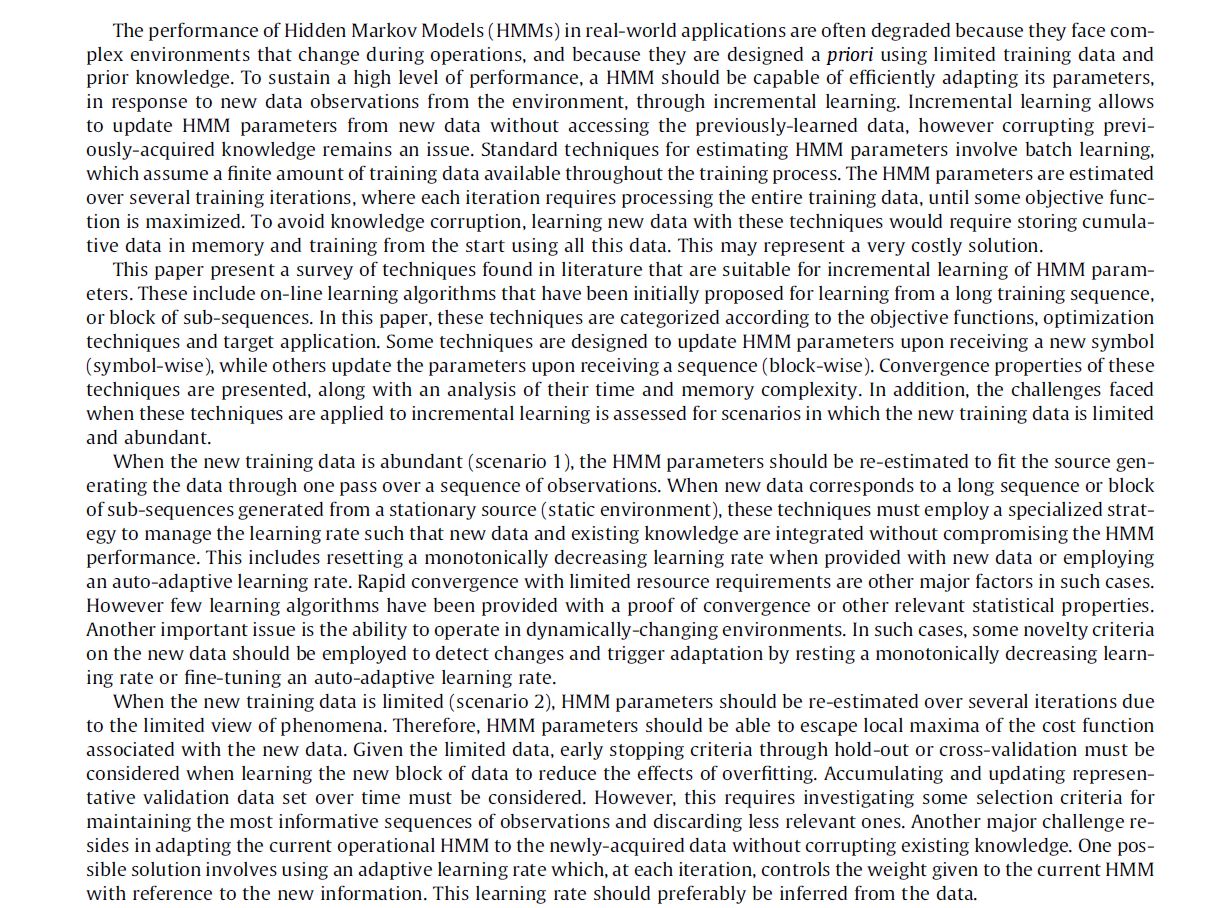 The performance of Hidden Markov Models (HMMs) in real-world applications are often degraded because they face com-
plex environments that change during operations, and because they are designed a priori using limited training data and
prior knowledge. To sustain a high level of performance, a HMM should be capable of efficiently adapting its parameters,
in response to new data observations from the environment, through incremental learning. Incremental learning allows
to update HMM parameters from new data without accessing the previously-learned data, however corrupting previ-
ously-acquired knowledge remains an issue. Standard techniques for estimating HMM parameters involve batch learning,
which assume a finite amount of training data available throughout the training process. The HMM parameters are estimated
over several training iterations, where each iteration requires processing the entire training data, until some objective func-
tion is maximized. To avoid knowledge corruption, learning new data with these techniques would require storing cumula-
tive data in memory and training from the start using all this data. This may represent a very costly solution.
This paper present a survey of techniques found in literature that are suitable for incremental learning of HMM param-
eters. These include on-line learning algorithms that have been initially proposed for learning from a long training sequence,
or block of sub-sequences. In this paper, these techniques are categorized according to the objective functions, optimization
techniques and target application. Some techniques are designed to update HMM parameters upon receiving a new symbol
(symbol-wise), while others update the parameters upon receiving a sequence (block-wise). Convergence properties of these
techniques are presented, along with an analysis of their time and memory complexity. In addition, the challenges faced
when these techniques are applied to incremental learning is assessed for scenarios in which the new training data is limited
and abundant.
When the new training data is abundant (scenario 1), the HMM parameters should be re-estimated to fit the source gen-
erating the data through one pass over a sequence of observations. When new data corresponds to a long sequence or block
of sub-sequences generated from a stationary source (static environment), these techniques must employ a specialized strat-
egy to manage the learning rate such that new data and existing knowledge are integrated without compromising the HMM
performance. This includes resetting a monotonically decreasing learning rate when provided with new data or employing
an auto-adaptive learning rate. Rapid convergence with limited resource requirements are other major factors in such cases.
However few learning algorithms have been provided with a proof of convergence or other relevant statistical properties.
Another important issue is the ability to operate in dynamically-changing environments. In such cases, some novelty criteria
on the new data should be employed to detect changes and trigger adaptation by resting a monotonically decreasing learn-
ing rate or fine-tuning an auto-adaptive learning rate.
When the new training data is limited (scenario 2), HMM parameters should be re-estimated over several iterations due
to the limited view of phenomena. Therefore, HMM parameters should be able to escape local maxima of the cost function
associated with the new data. Given the limited data, early stopping criteria through hold-out or cross-validation must be
considered when learning the new block of data to reduce the effects of overfitting. Accumulating and updating represen-
tative validation data set over time must be considered. However, this requires investigating some selection criteria for
maintaining the most informative sequences of observations and discarding less relevant ones. Another major challenge re-
sides in adapting the current operational HMM to the newly-acquired data without corrupting existing knowledge. One pos-
sible solution involves using an adaptive learning rate which, at each iteration, controls the weight given to the current HMM
with reference to the new information. This learning rate should preferably be inferred from the data.